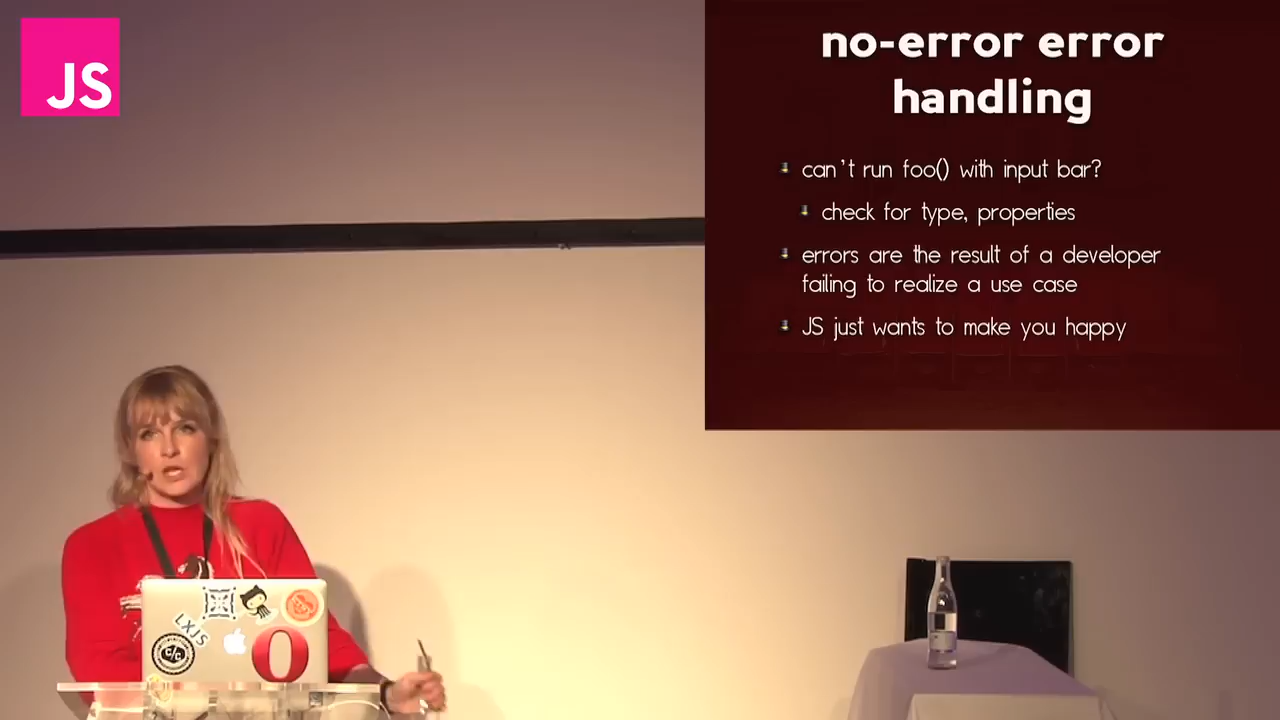 JS
no-error error
handling
can't run foo() with input bar?
check for type, properties
errors are the result of a developer
failing to realize a use case
JS just wants to make you happy
LXJS
C/C